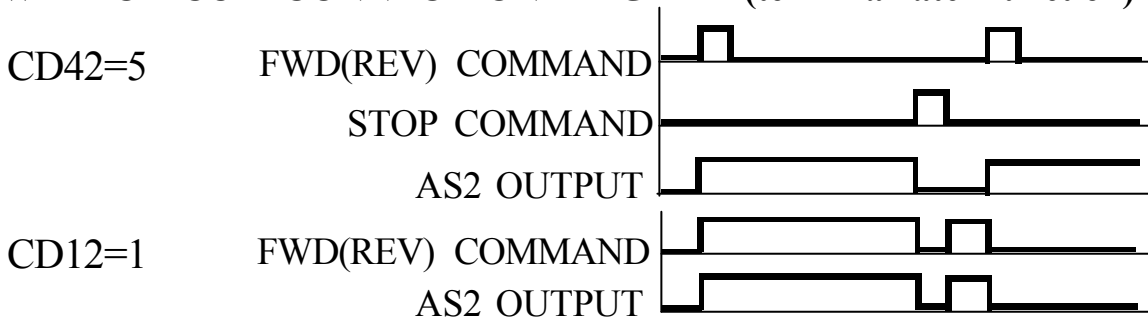 CD42=5 FWD(REV) COMMAND
STOP COMMAND
AS2 OUTPUT
CD12=1 FWD(REV) COMMAND
AS2 OUTPUT